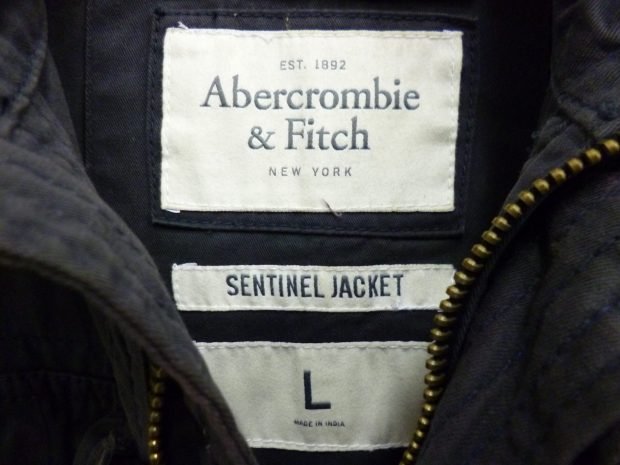 EST. 1892
Abercrombie
& Fitch
NEW YORK
SENTINEL JACKET
L
MADE IN INDIA